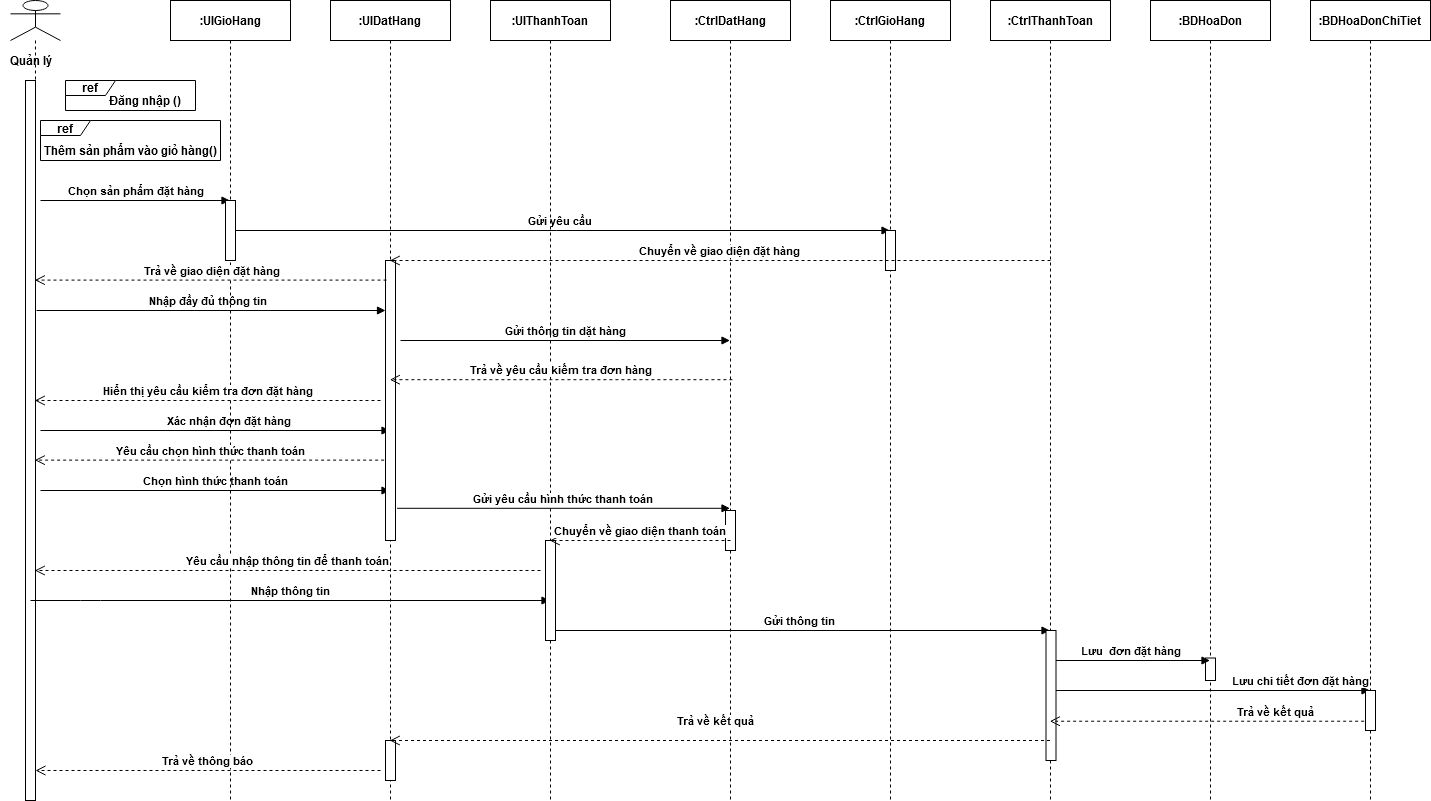 :UIGioHang
:UIDatHang
:UIThanhToan
:CtrlDatHang
:CtrlGioHang
:CtrlThanhToan
:BDHoaDon
:BDHoaDonChiTiet
Quản lý
ref
Đăng nhập ()
ref
Thêm sản phẩm vào giỏ hàng()
Chọn sản phẩm đặt hàng
Gửi yêu cầu
Chuyển về giao diện đặt hàng
Trả về giao diện đặt hàng
Nhập đầy đủ thông tin
Gửi thông tin dặt hàng
Trả về yêu cầu kiểm tra đơn hàng
Hiển thị yêu cầu kiểm tra đơn đặt hàng
Xác nhận đơn đặt hàng
Yêu cầu chọn hình thức thanh toán
Chọn hình thức thanh toán
Gửi yêu cầu hình thức thanh toán
Chuyển về giao diện thanh toán
Yêu cầu nhập thông tin để thanh toán
Nhập thông tin
Gửi thông tin
Lưu  đơn đặt hàng
Lưu chi tiết đơn đặt hàng
Trả về kết quả
Trả về kết quả
Trả về thông báo